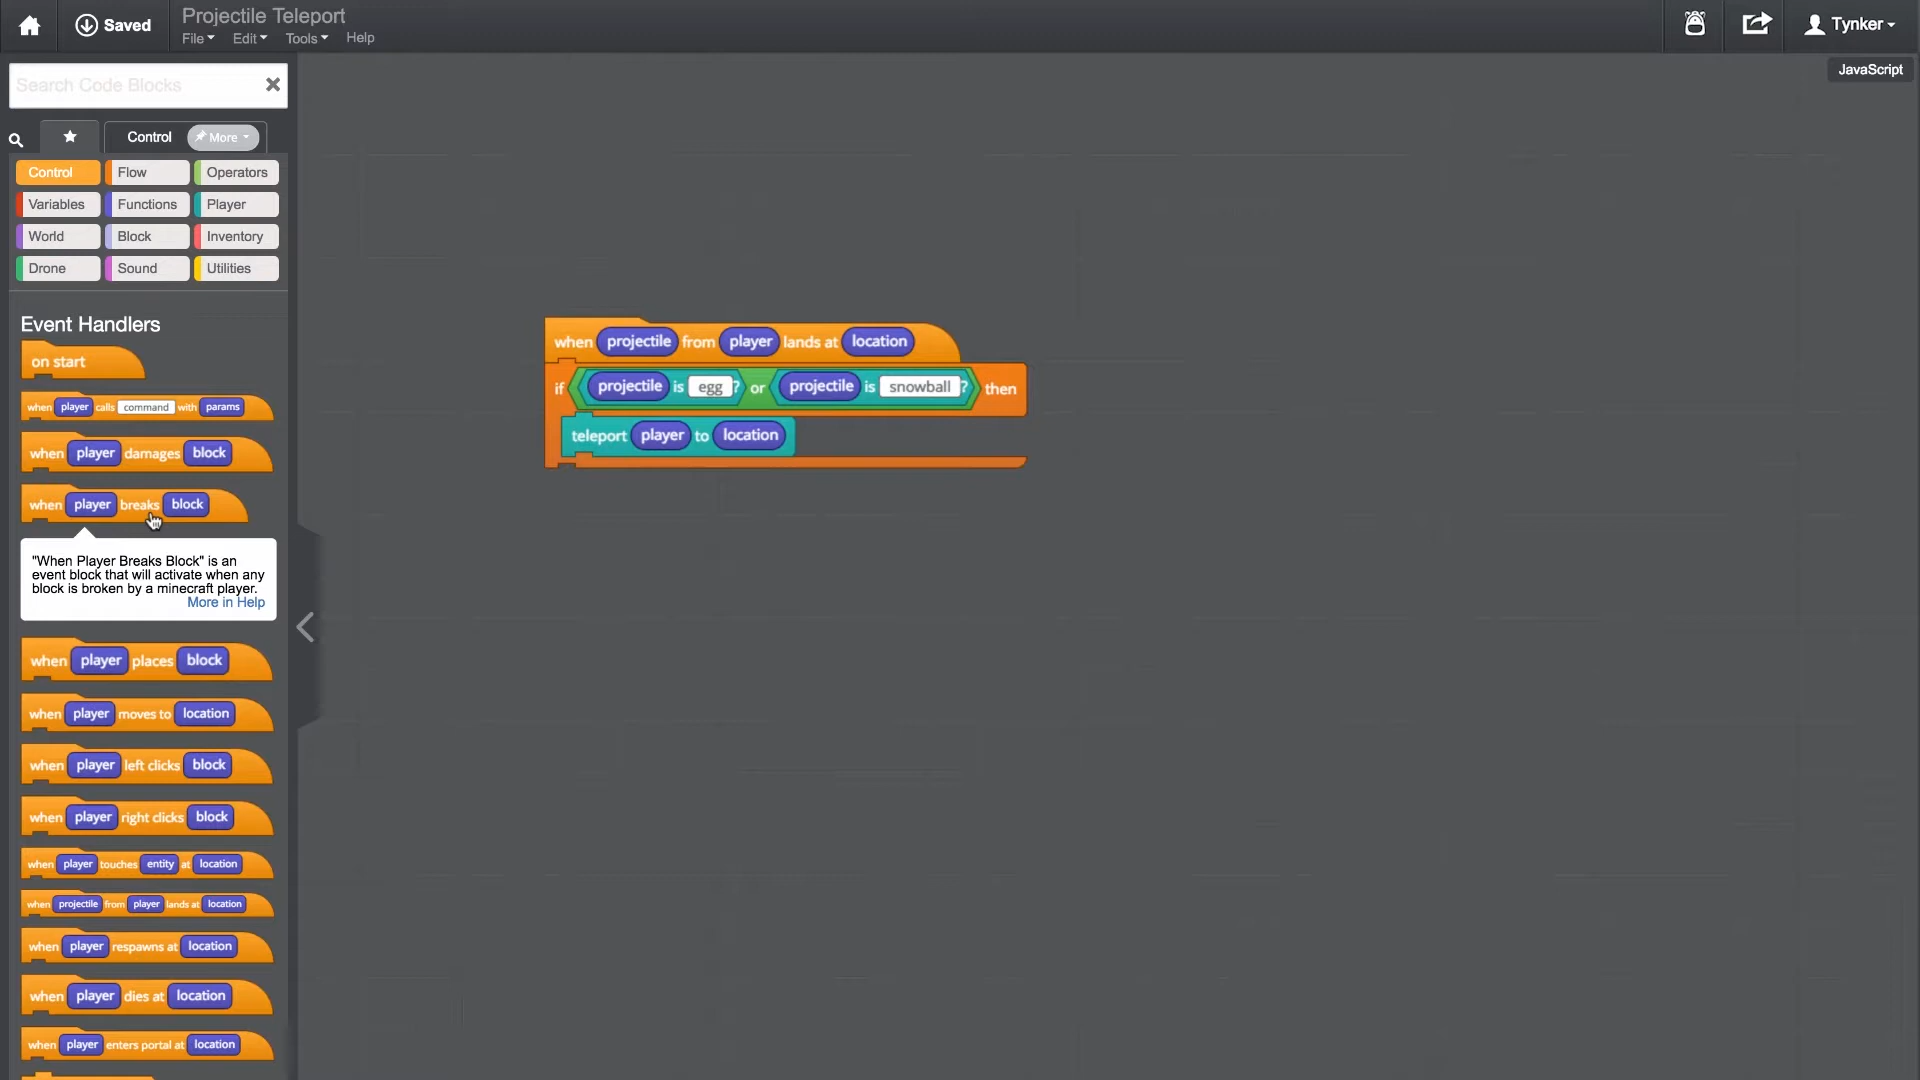 Saved
Projectile Teleport
File Edit Tools Help
Tynker
JavaScript
Search Code Blocks
Control More
Control Flow Operators
Variables Functions Player
World Block Inventory
Drone Sound Utilities
Event Handlers
on start
when player calls command with params
when player damages block
when player breaks block
"When Player Breaks Block" is an
event block that will activate when any
block is broken by a minecraft player.
More in Help
when player places block
when player moves to location
when player left clicks block
when player right clicks block
when player touches entity at location
when projectile from player lands at location
when player respawns at location
when player dies at location
when player enters portal at location
when projectile from player lands at location
if projectile is egg ? or projectile is snowball ? then
teleport player to location